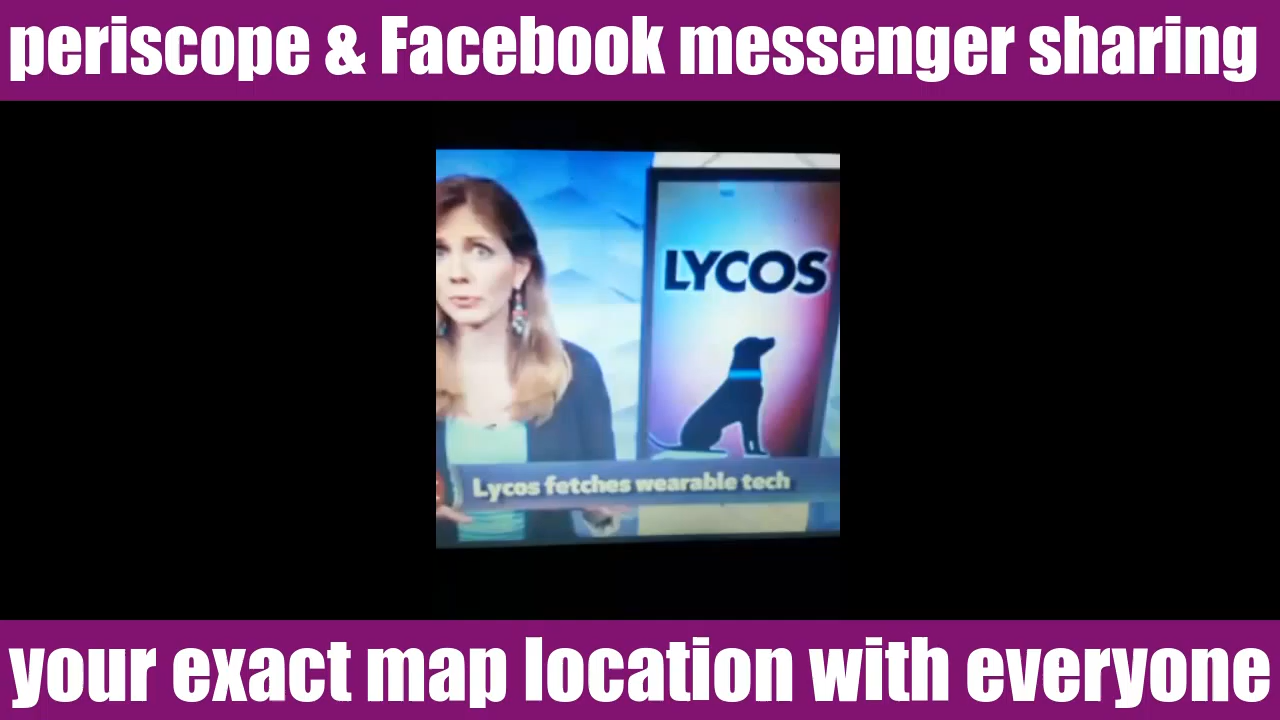 periscope & Facebook messenger sharing
LYCOS
Lycos fetches wearable tech
your exact map location with everyone